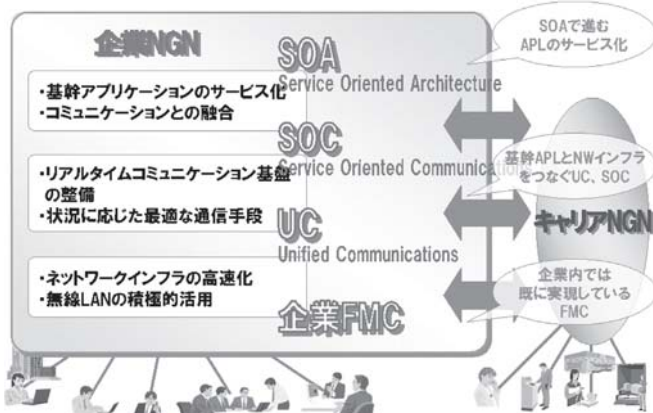 企業NGN
・基幹アプリケーションのサービス化
・コミュニケーションとの融合
・リアルタイムコミュニケーション基盤
の整備
・状況に応じた最適な通信手段
・ネットワークインフラの高速化
・無線LANの積極的活用
SOA
Service Oriented Architecture
SOC
Service Oriented Communication
UC
Unified Communications
企業FMC
SOAで進む
APLのサービス化
基幹APLとNWインフラ
をつなぐUC、SOC
キャリアNGN
企業内では
既に実現している
FMC